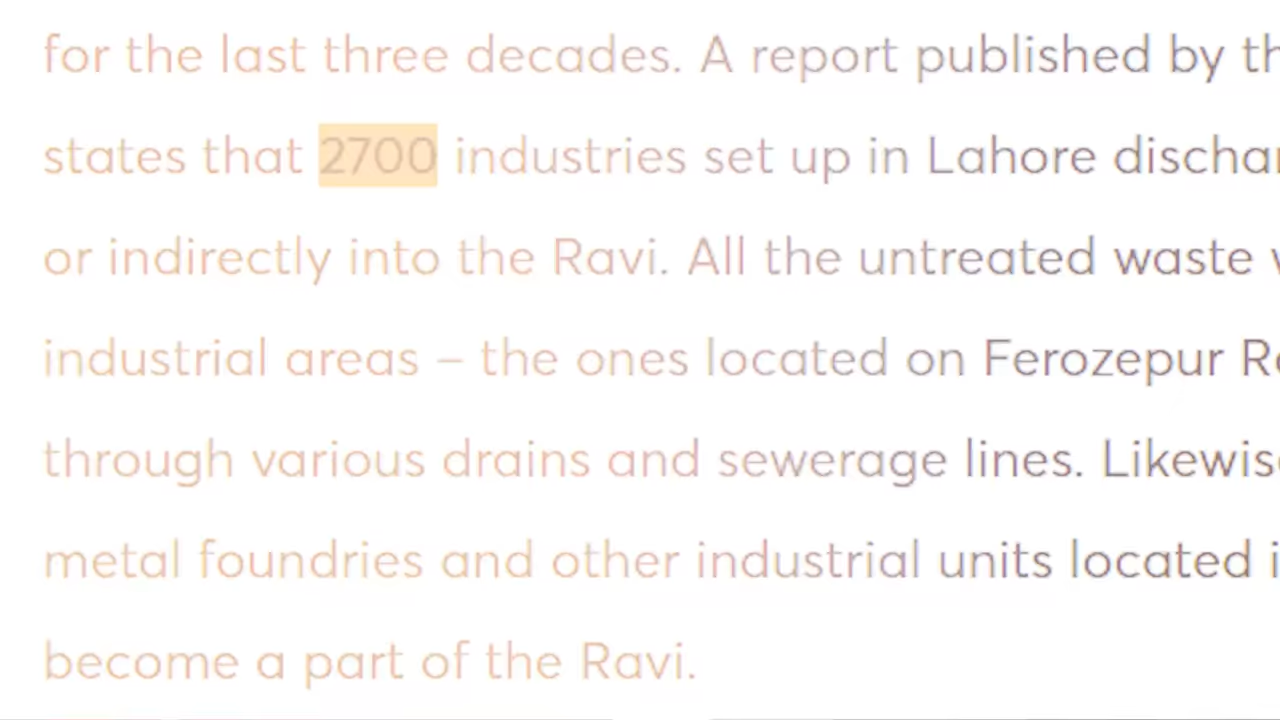 for the last three decades. A report published by th
states that 2700 industries set up in Lahore dischar
or indirectly into the Ravi. All the untreated waste
industrial areas – the ones located on Ferozepur
through various drains and sewerage lines. Likewis
metal foundries and other industrial units located
become a part of the Ravi.